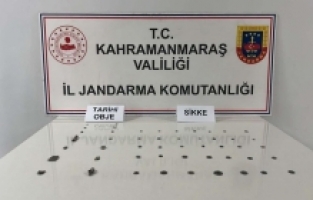 T.C.
KAHRAMANMARAŞ
VALİLİĞİ
İL JANDARMA KOMUTANLIĞI
TARİHİ
OBJE
SİKKE